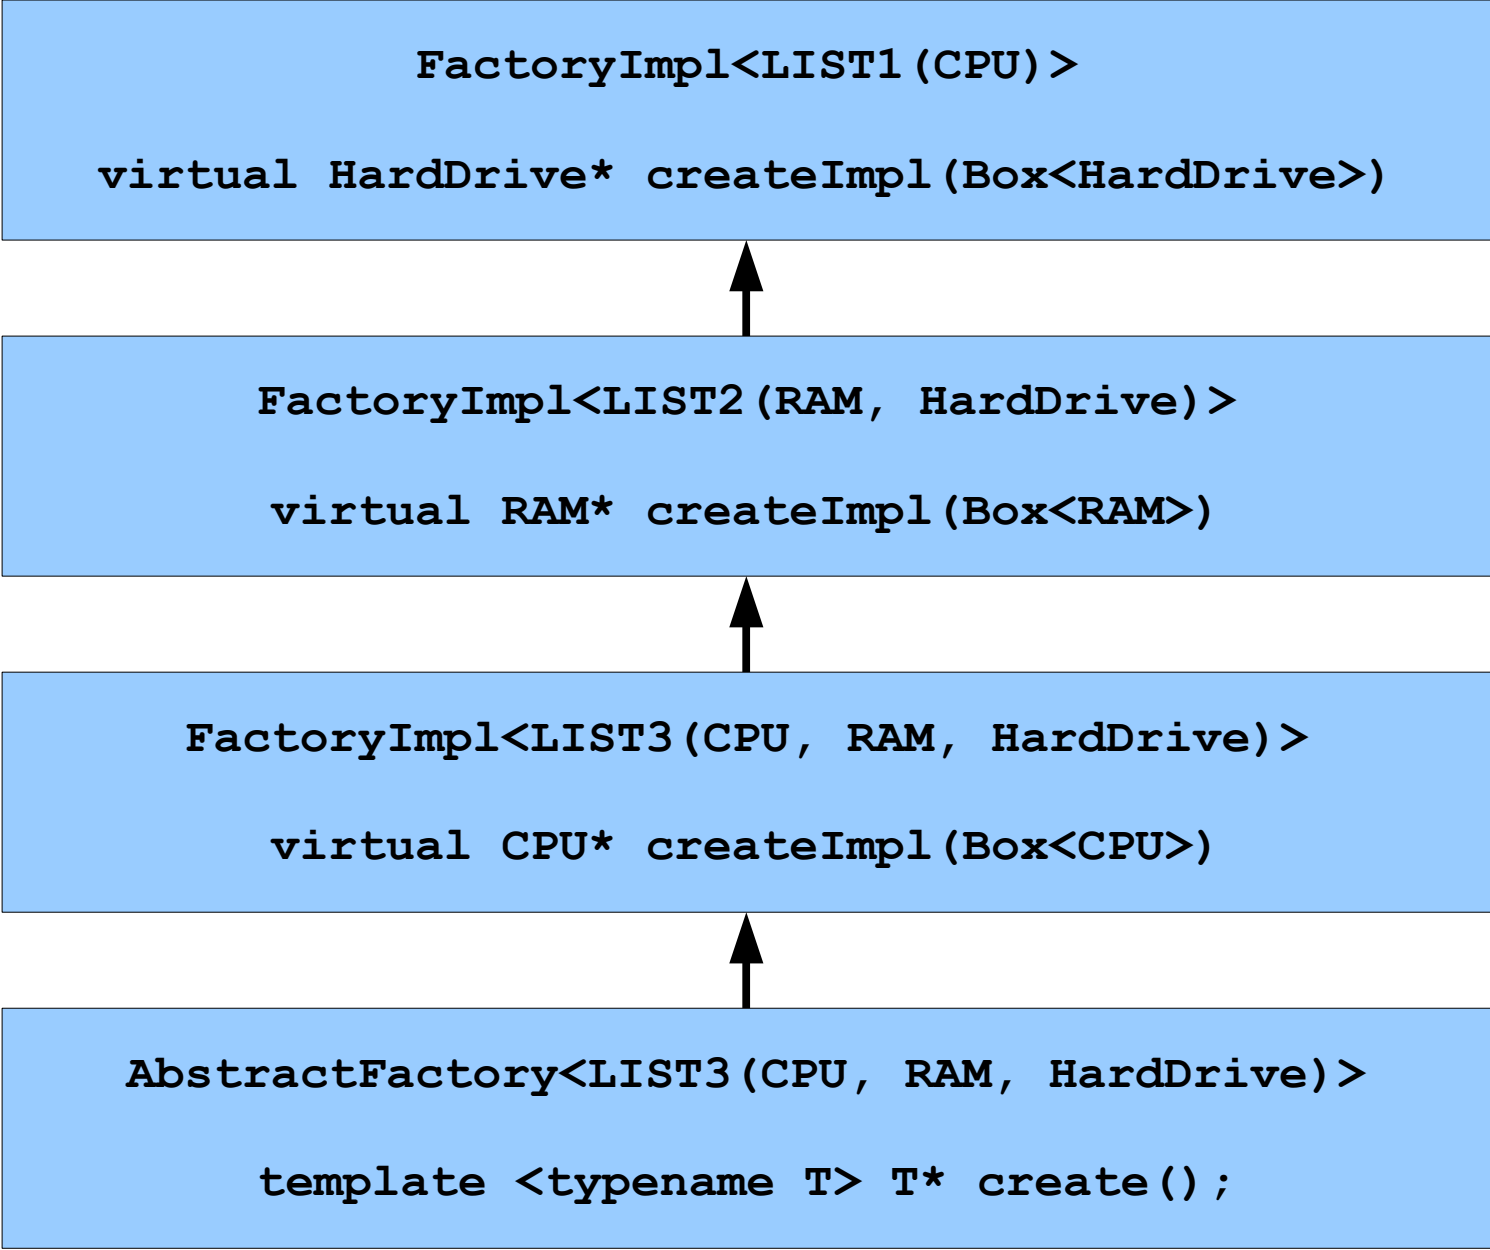 FactoryImpl<LIST1(CPU)>
virtual HardDrive* createImpl(Box<HardDrive>)
FactoryImpl<LIST2(RAM, HardDrive)>
virtual RAM* createImpl(Box<RAM>)
FactoryImpl<LIST3(CPU, RAM, HardDrive)>
virtual CPU* createImpl(Box<CPU>)
AbstractFactory<LIST3(CPU, RAM, HardDrive)>
template <typename T> T* create();